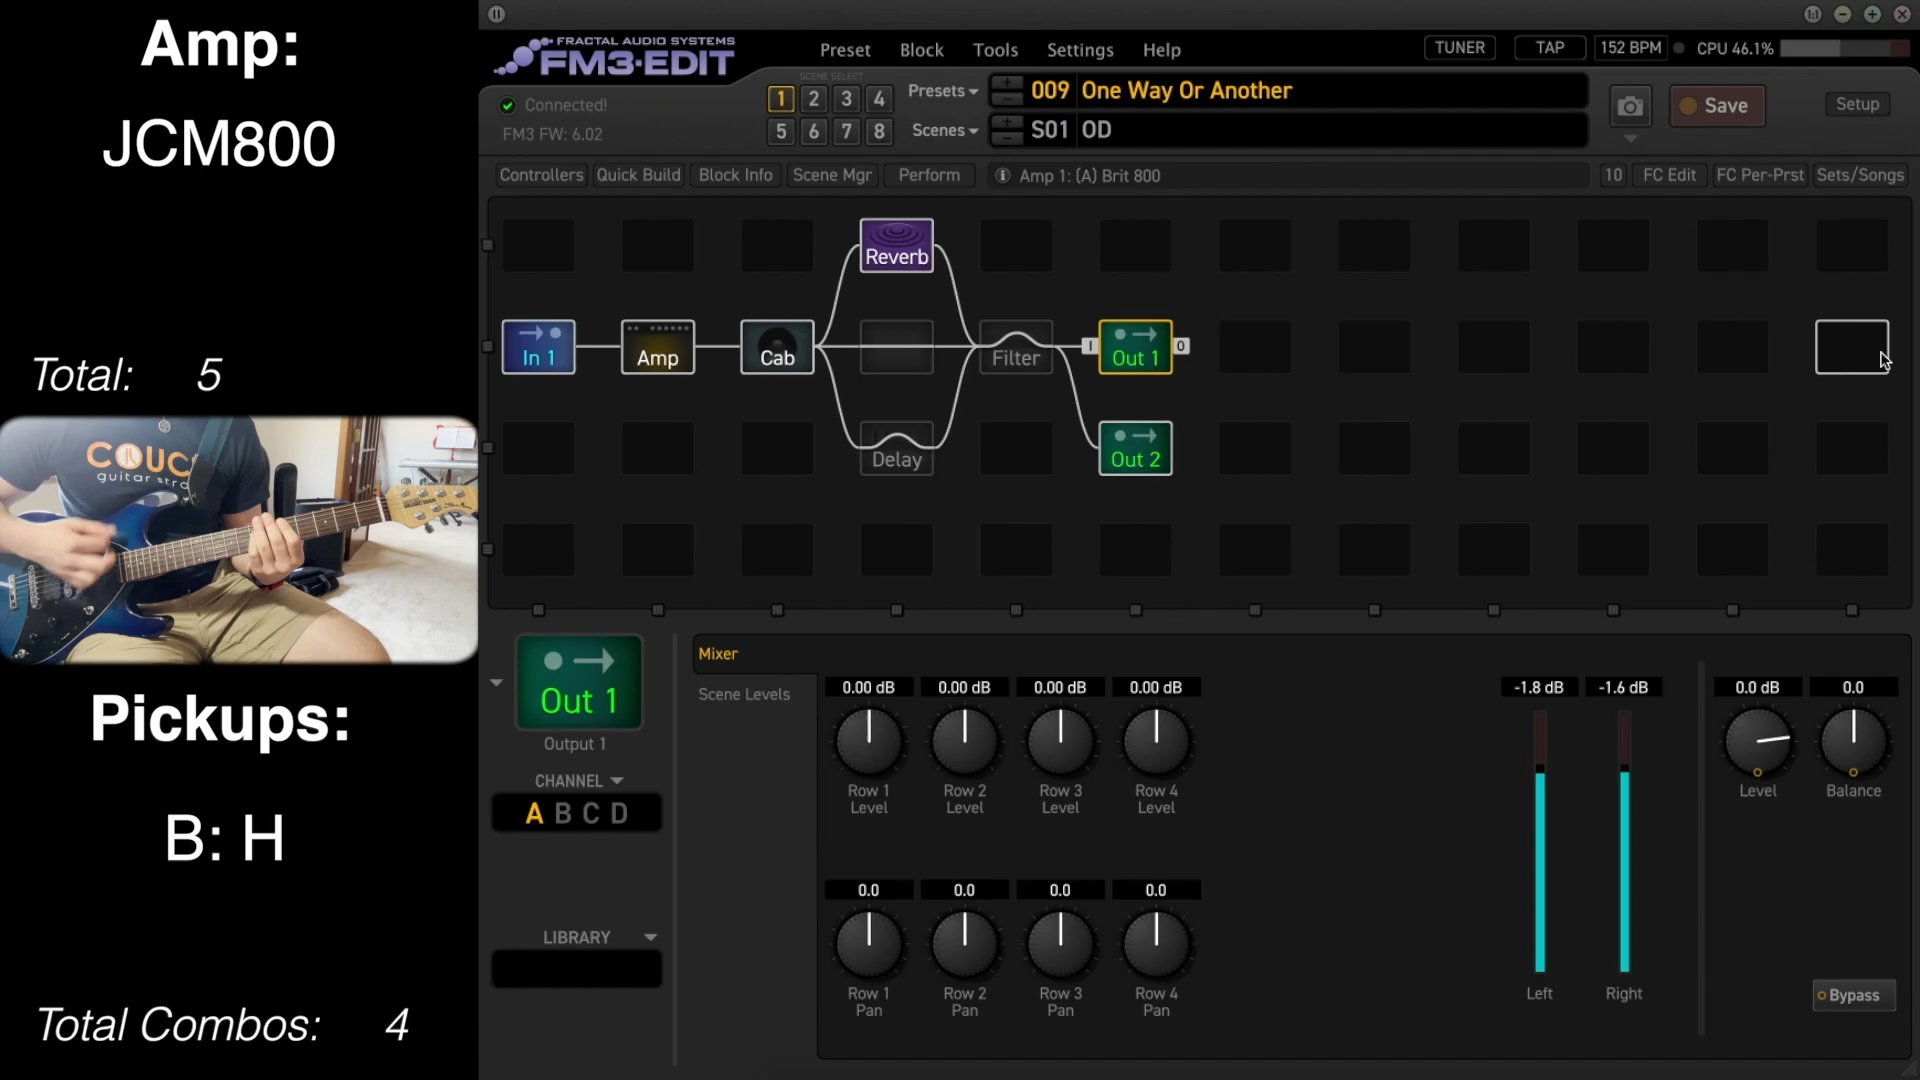 Amp:
JCM800
Total: 5
COUC
guitar stra
Pickups:
B: H
Total Combos: 4
FRACTAL AUDIO SYSTEMS
FM3-EDIT
Preset Block Tools Settings Help
TUNER TAP 152 BPM CPU 46.1% 1:1
Connected!
FM3 FW: 6.02
SCENE SELECT
1 2 3 4
5 6 7 8
Presets 009 One Way Or Another
Scenes S01 OD
Save Setup
Controllers Quick Build Block Info Scene Mgr Perform Amp 1: (A) Brit 800 10 FC Edit FC Per-Prst Sets/Songs
Reverb
In 1 Amp Cab Filter I Out 1 O
Delay Out 2
Out 1
Output 1
CHANNEL
A B C D
LIBRARY
Mixer
Scene Levels
0.00 dB 0.00 dB 0.00 dB 0.00 dB -1.8 dB -1.6 dB 0.0 dB 0.0
Row 1 Level Row 2 Level Row 3 Level Row 4 Level Level Balance
0.0 0.0 0.0 0.0
Row 1 Pan Row 2 Pan Row 3 Pan Row 4 Pan Left Right
Bypass